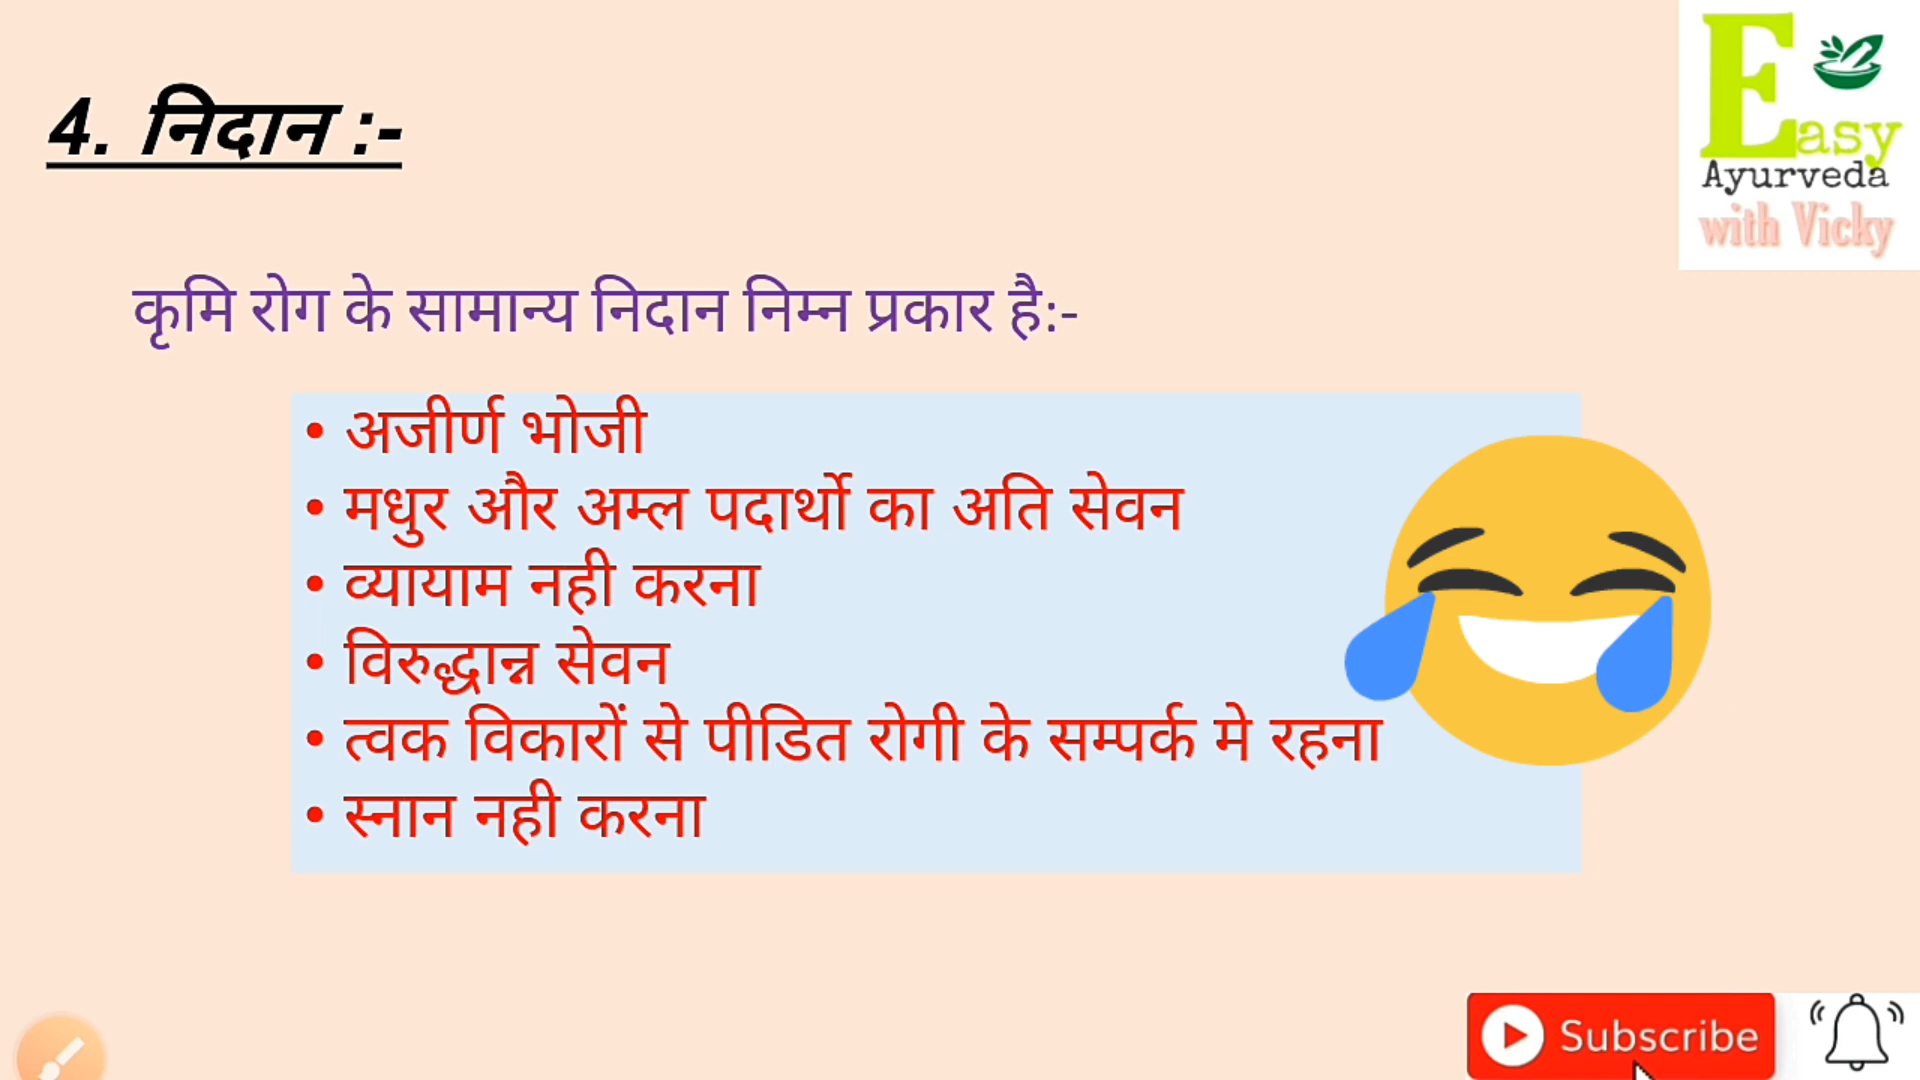 4. निदान :-
Easy
Ayurveda
with Vicky
कृमि रोग के सामान्य निदान निम्न प्रकार है:-
• अजीर्ण भोजी
• मधुर और अम्ल पदार्थो का अति सेवन
• व्यायाम नही करना
• विरुद्धान्न सेवन
• त्वक विकारों से पीडित रोगी के सम्पर्क मे रहना
• स्नान नही करना
Subscribe